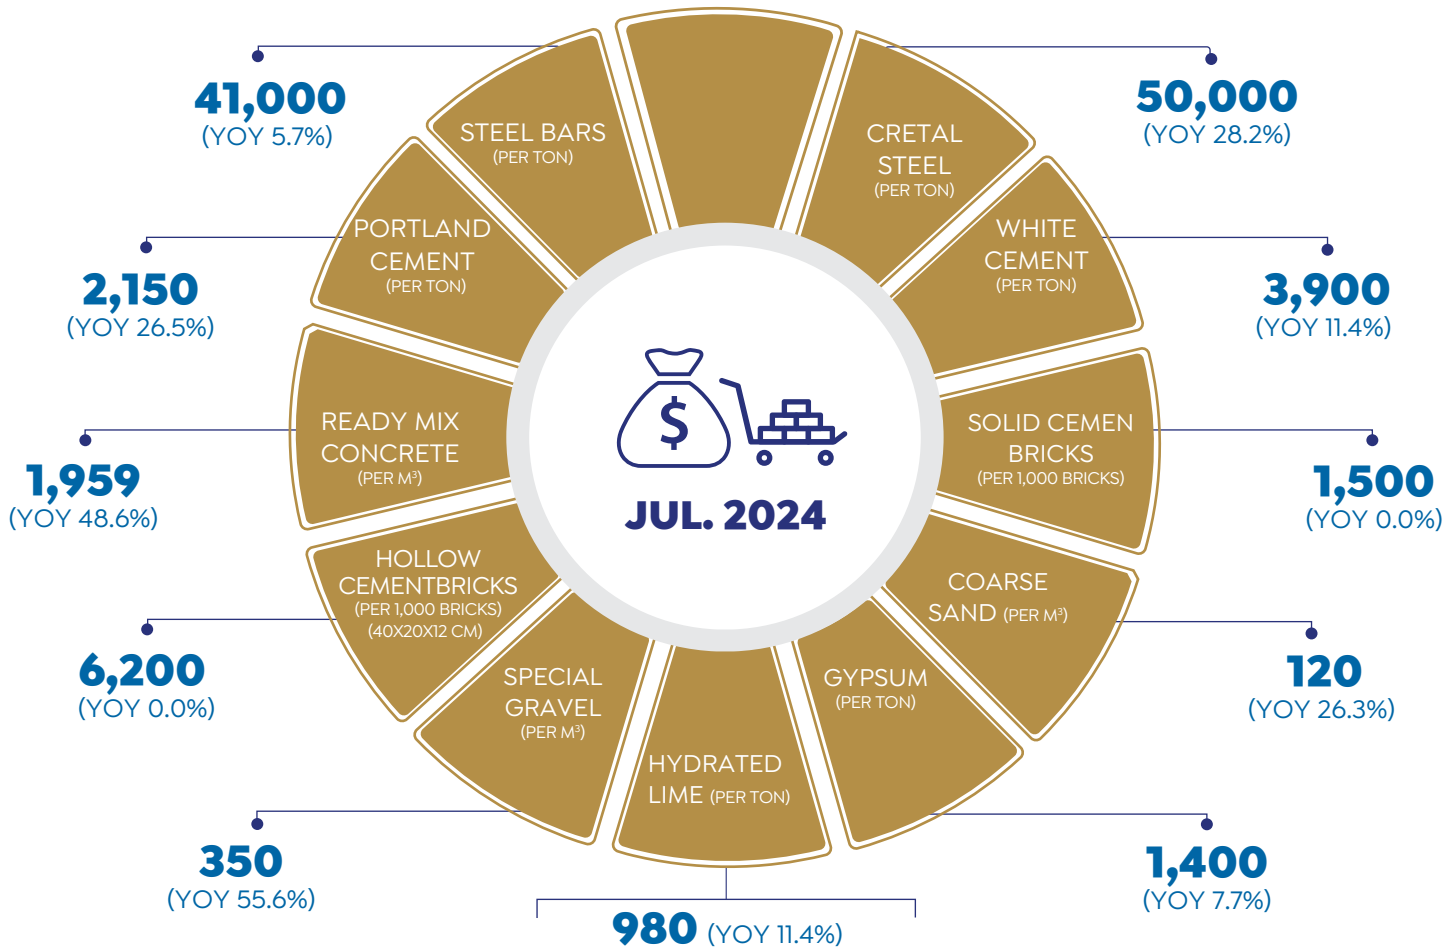 41,000
(YOY 5.7%)
STEEL BARS
(PER TON)
CRETAL
STEEL
(PER TON)
50,000
(YOY 28.2%)
PORTLAND
CEMENT
(PER TON)
2,150
(YOY 26.5%)
WHITE
CEMENT
(PER TON)
3,900
(YOY 11.4%)
READY MIX
CONCRETE
(PER M³)
1,959
(YOY 48.6%)
$
JUL. 2024
SOLID CEMEN
BRICKS
(PER 1,000 BRICKS)
1,500
(YOY 0.0%)
HOLLOW
CEMENTBRICKS
(PER 1,000 BRICKS)
(40X20X12 CM)
6,200
(YOY 0.0%)
COARSE
SAND (PER M³)
120
(YOY 26.3%)
SPECIAL
GRAVEL
(PER M³)
350
(YOY 55.6%)
HYDRATED
LIME (PER TON)
980 (YOY 11.4%)
GYPSUM
(PER TON)
1,400
(YOY 7.7%)